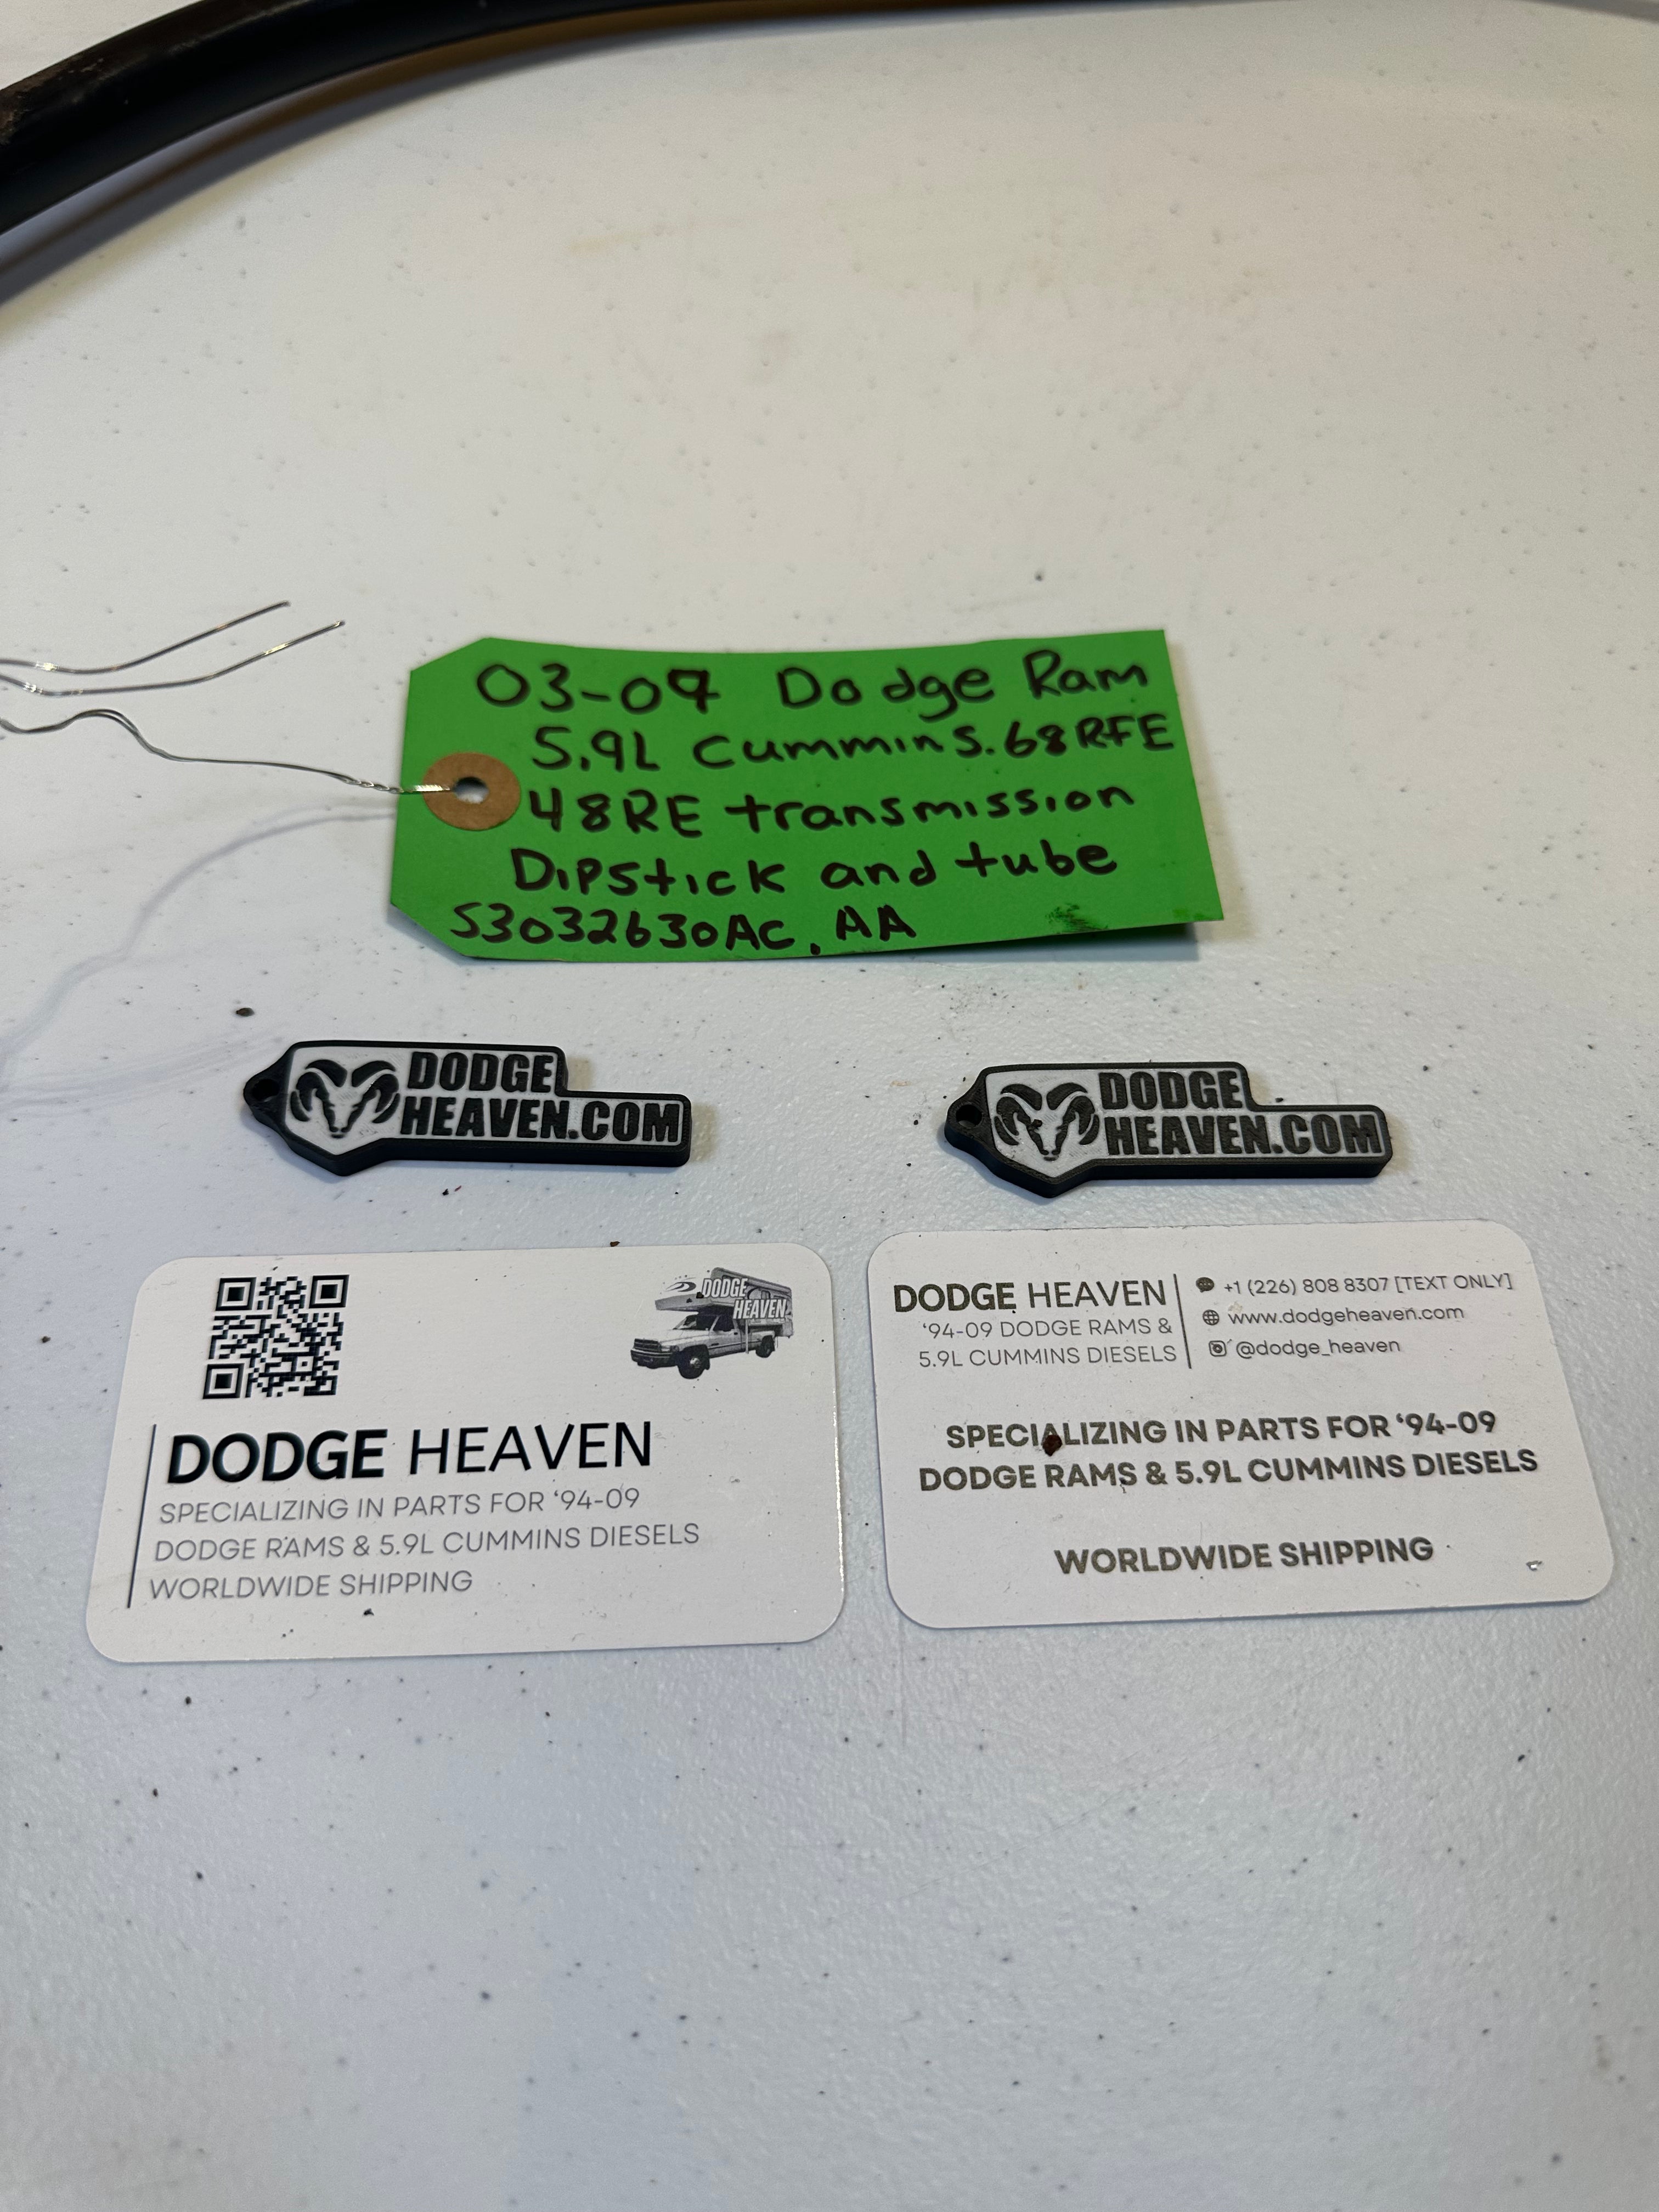 03-07 Dodge Ram
5.9L Cummins. 68RFE
48RE transmission
Dipstick and tube
53032630AC, AA
DODGE
HEAVEN.COM
DODGE
HEAVEN.COM
DODGE
HEAVEN
DODGE HEAVEN
SPECIALIZING IN PARTS FOR ‘94-09
DODGE RAMS & 5.9L CUMMINS DIESELS
WORLDWIDE SHIPPING
DODGE HEAVEN
‘94-09 DODGE RAMS &
5.9L CUMMINS DIESELS
+1 (226) 808 8307 [TEXT ONLY]
www.dodgeheaven.com
@dodge_heaven
SPECIALIZING IN PARTS FOR ‘94-09
DODGE RAMS & 5.9L CUMMINS DIESELS
WORLDWIDE SHIPPING